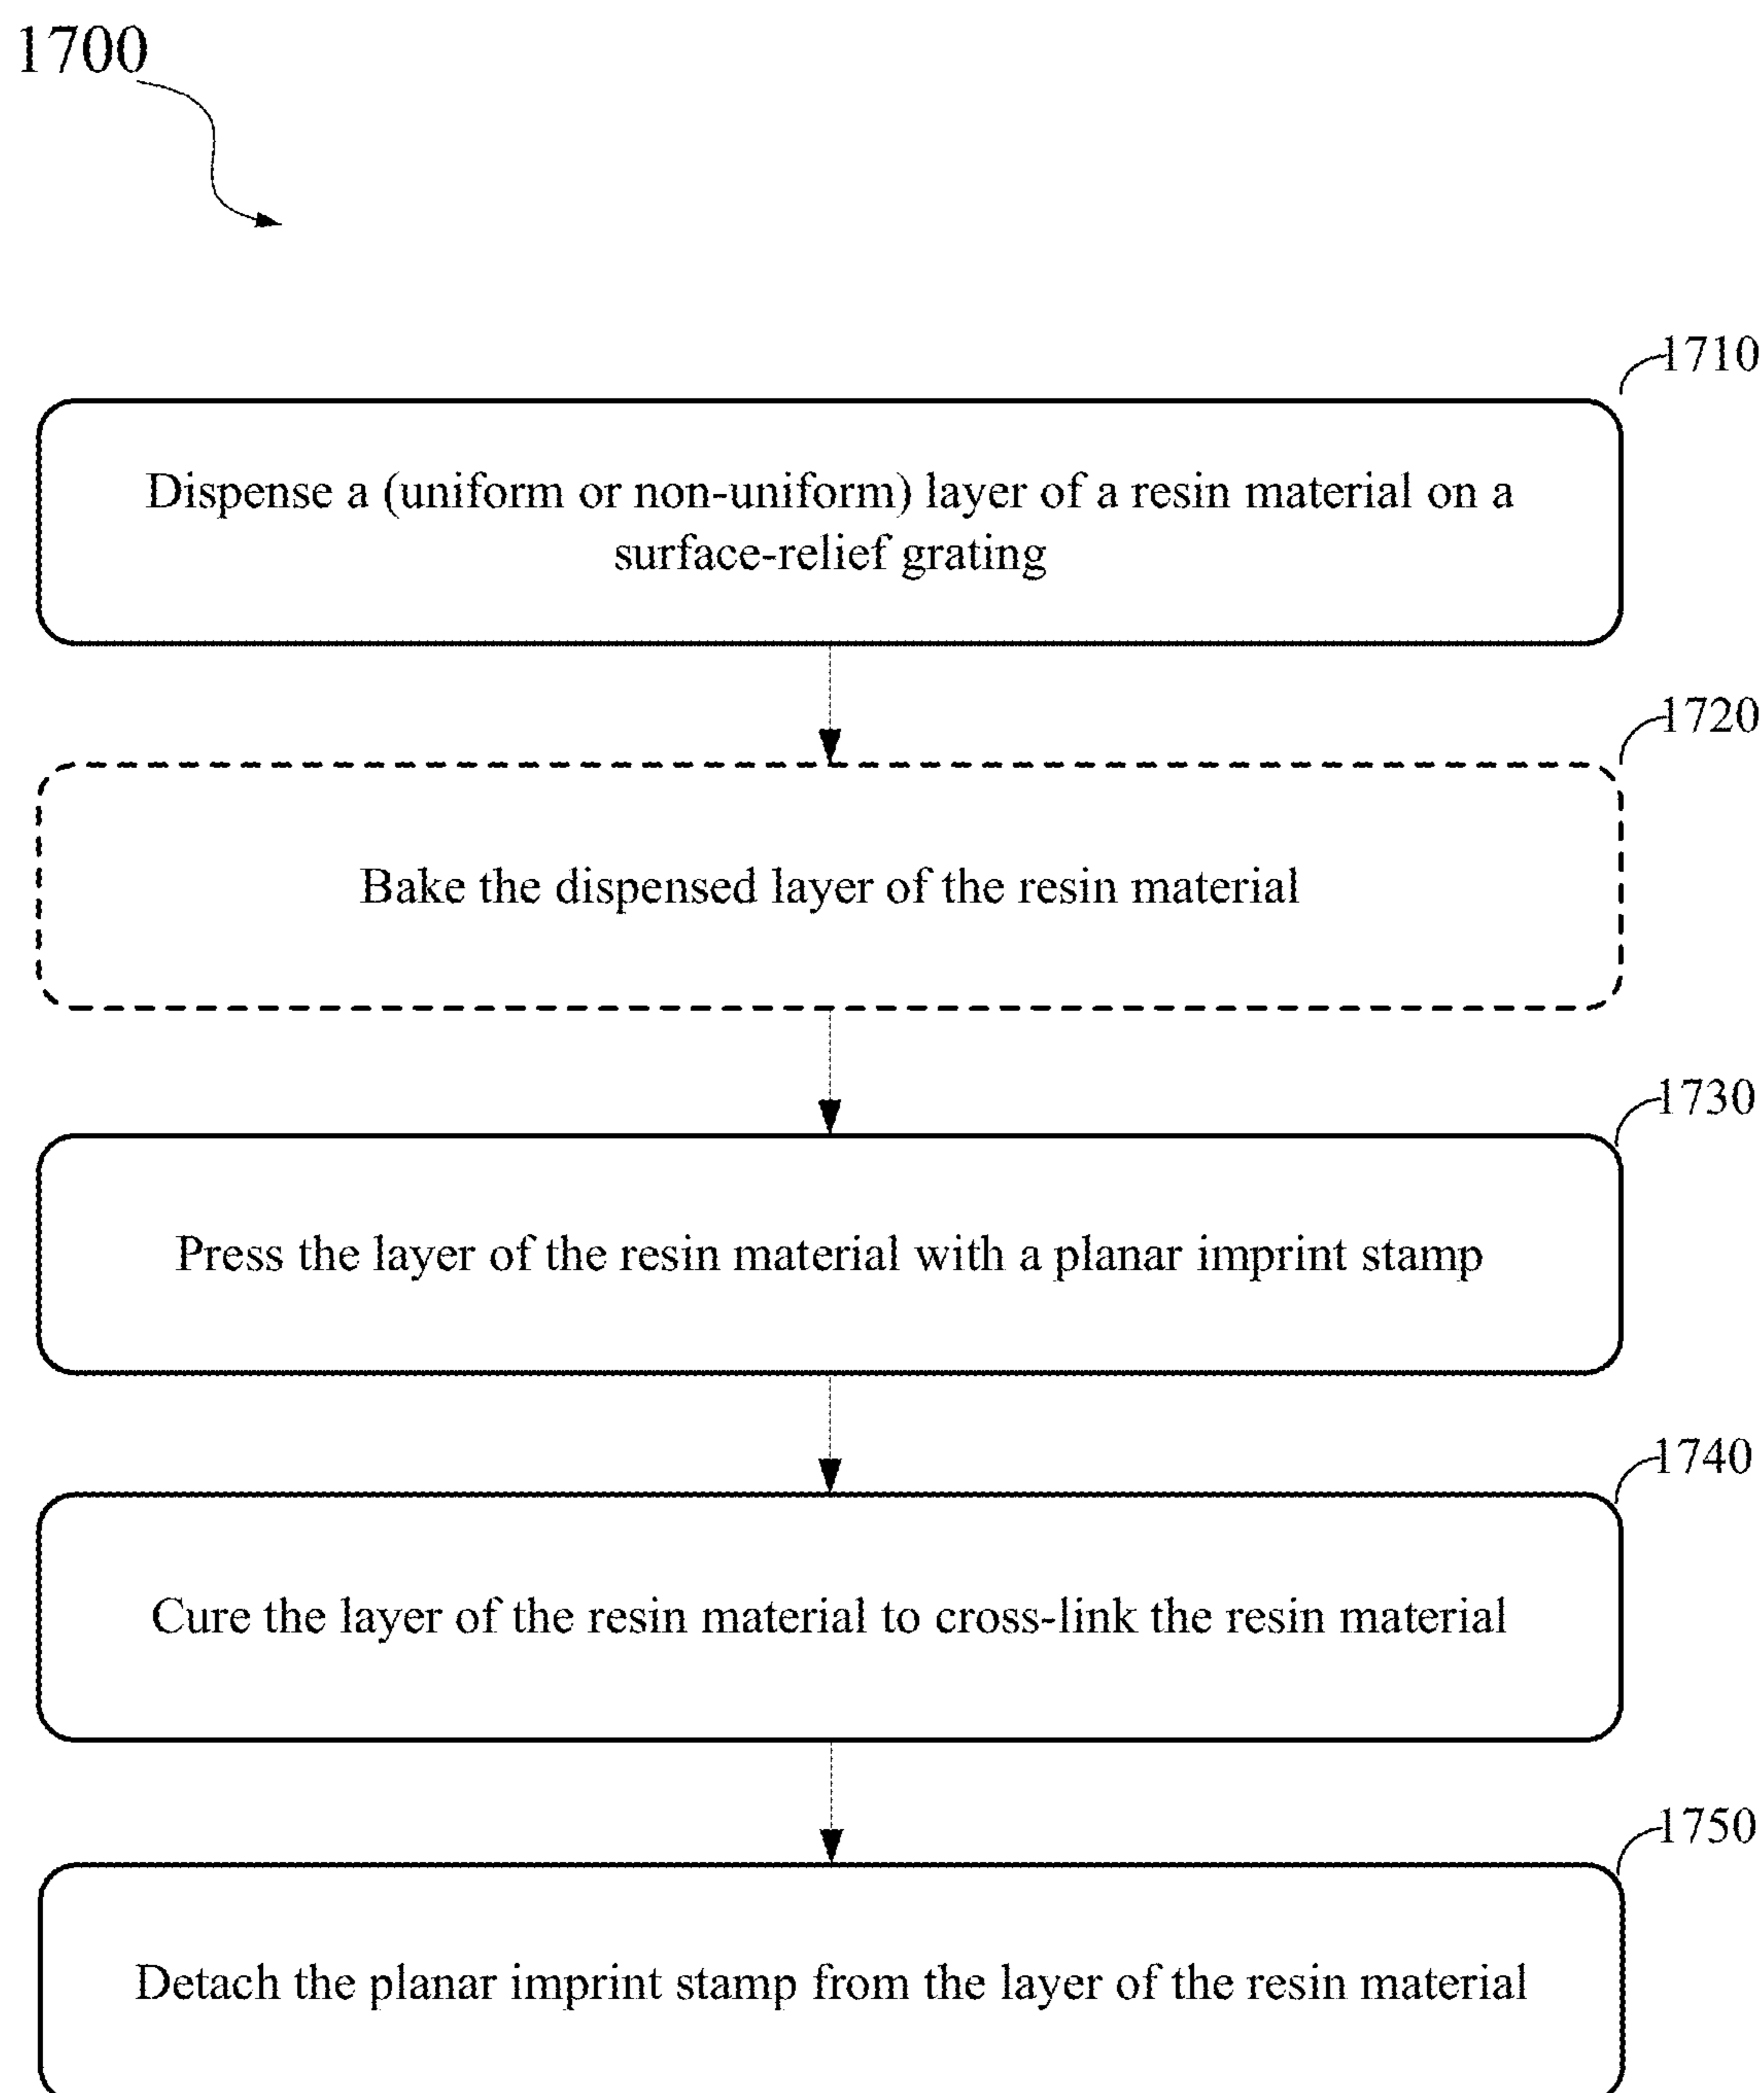 1700
1710
Dispense a (uniform or non-uniform) layer of a resin material on a
surface-relief grating
1720
Bake the dispensed layer of the resin material
1730
Press the layer of the resin material with a planar imprint stamp
1740
Cure the layer of the resin material to cross-link the resin material
1750
Detach the planar imprint stamp from the layer of the resin material